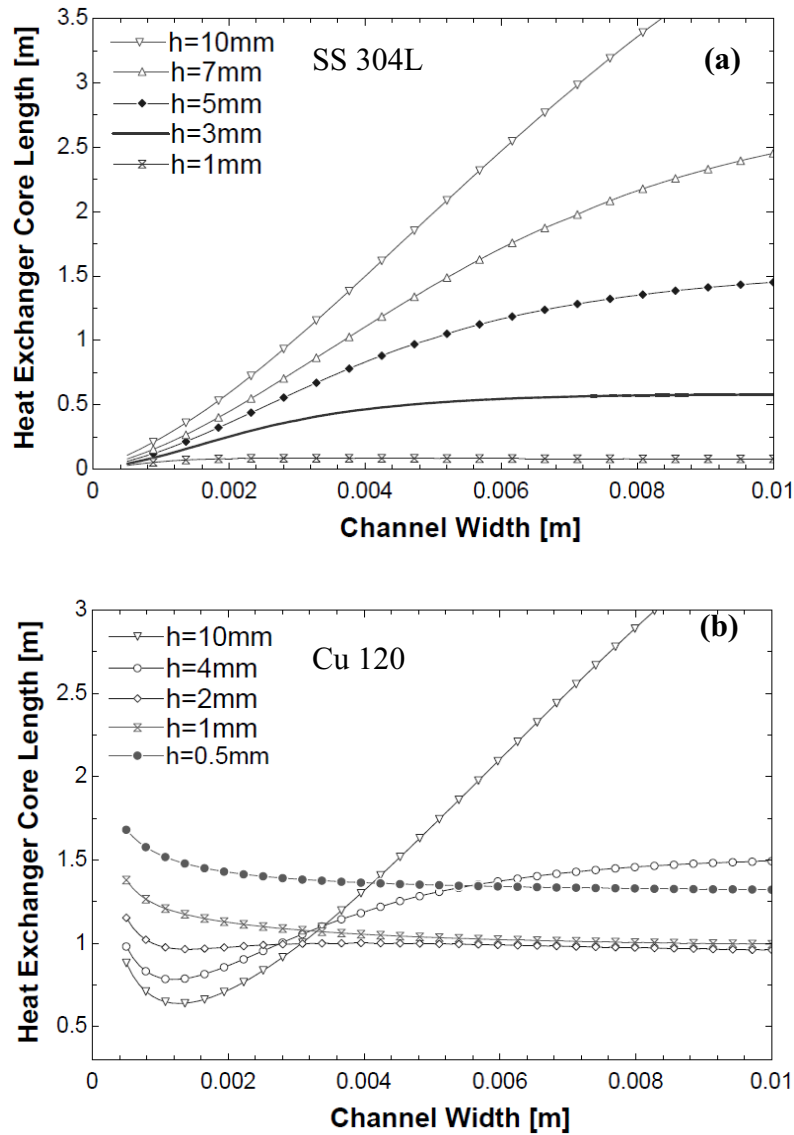 3.5
3
2.5
2
1.5
1
0.5
0
Heat Exchanger Core Length [m]
h=10mm
h=7mm
h=5mm
h=3mm
h=1mm
SS 304L
(a)
0 0.002 0.004 0.006 0.008 0.01
Channel Width [m]
3
2.5
2
1.5
1
0.5
Heat Exchanger Core Length [m]
h=10mm
h=4mm
h=2mm
h=1mm
h=0.5mm
Cu 120
(b)
0 0.002 0.004 0.006 0.008 0.01
Channel Width [m]